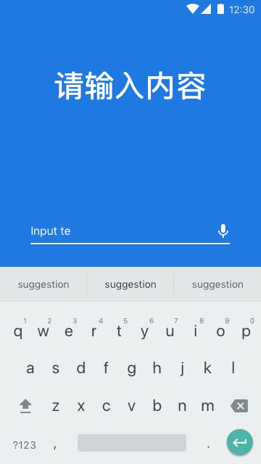 12:30
请输入内容
Input te
suggestion suggestion suggestion
1 2 3 4 5 6 7 8 9 0
q w e r t y u i o p
a s d f g h j k l
z x c v b n m
?123 , .